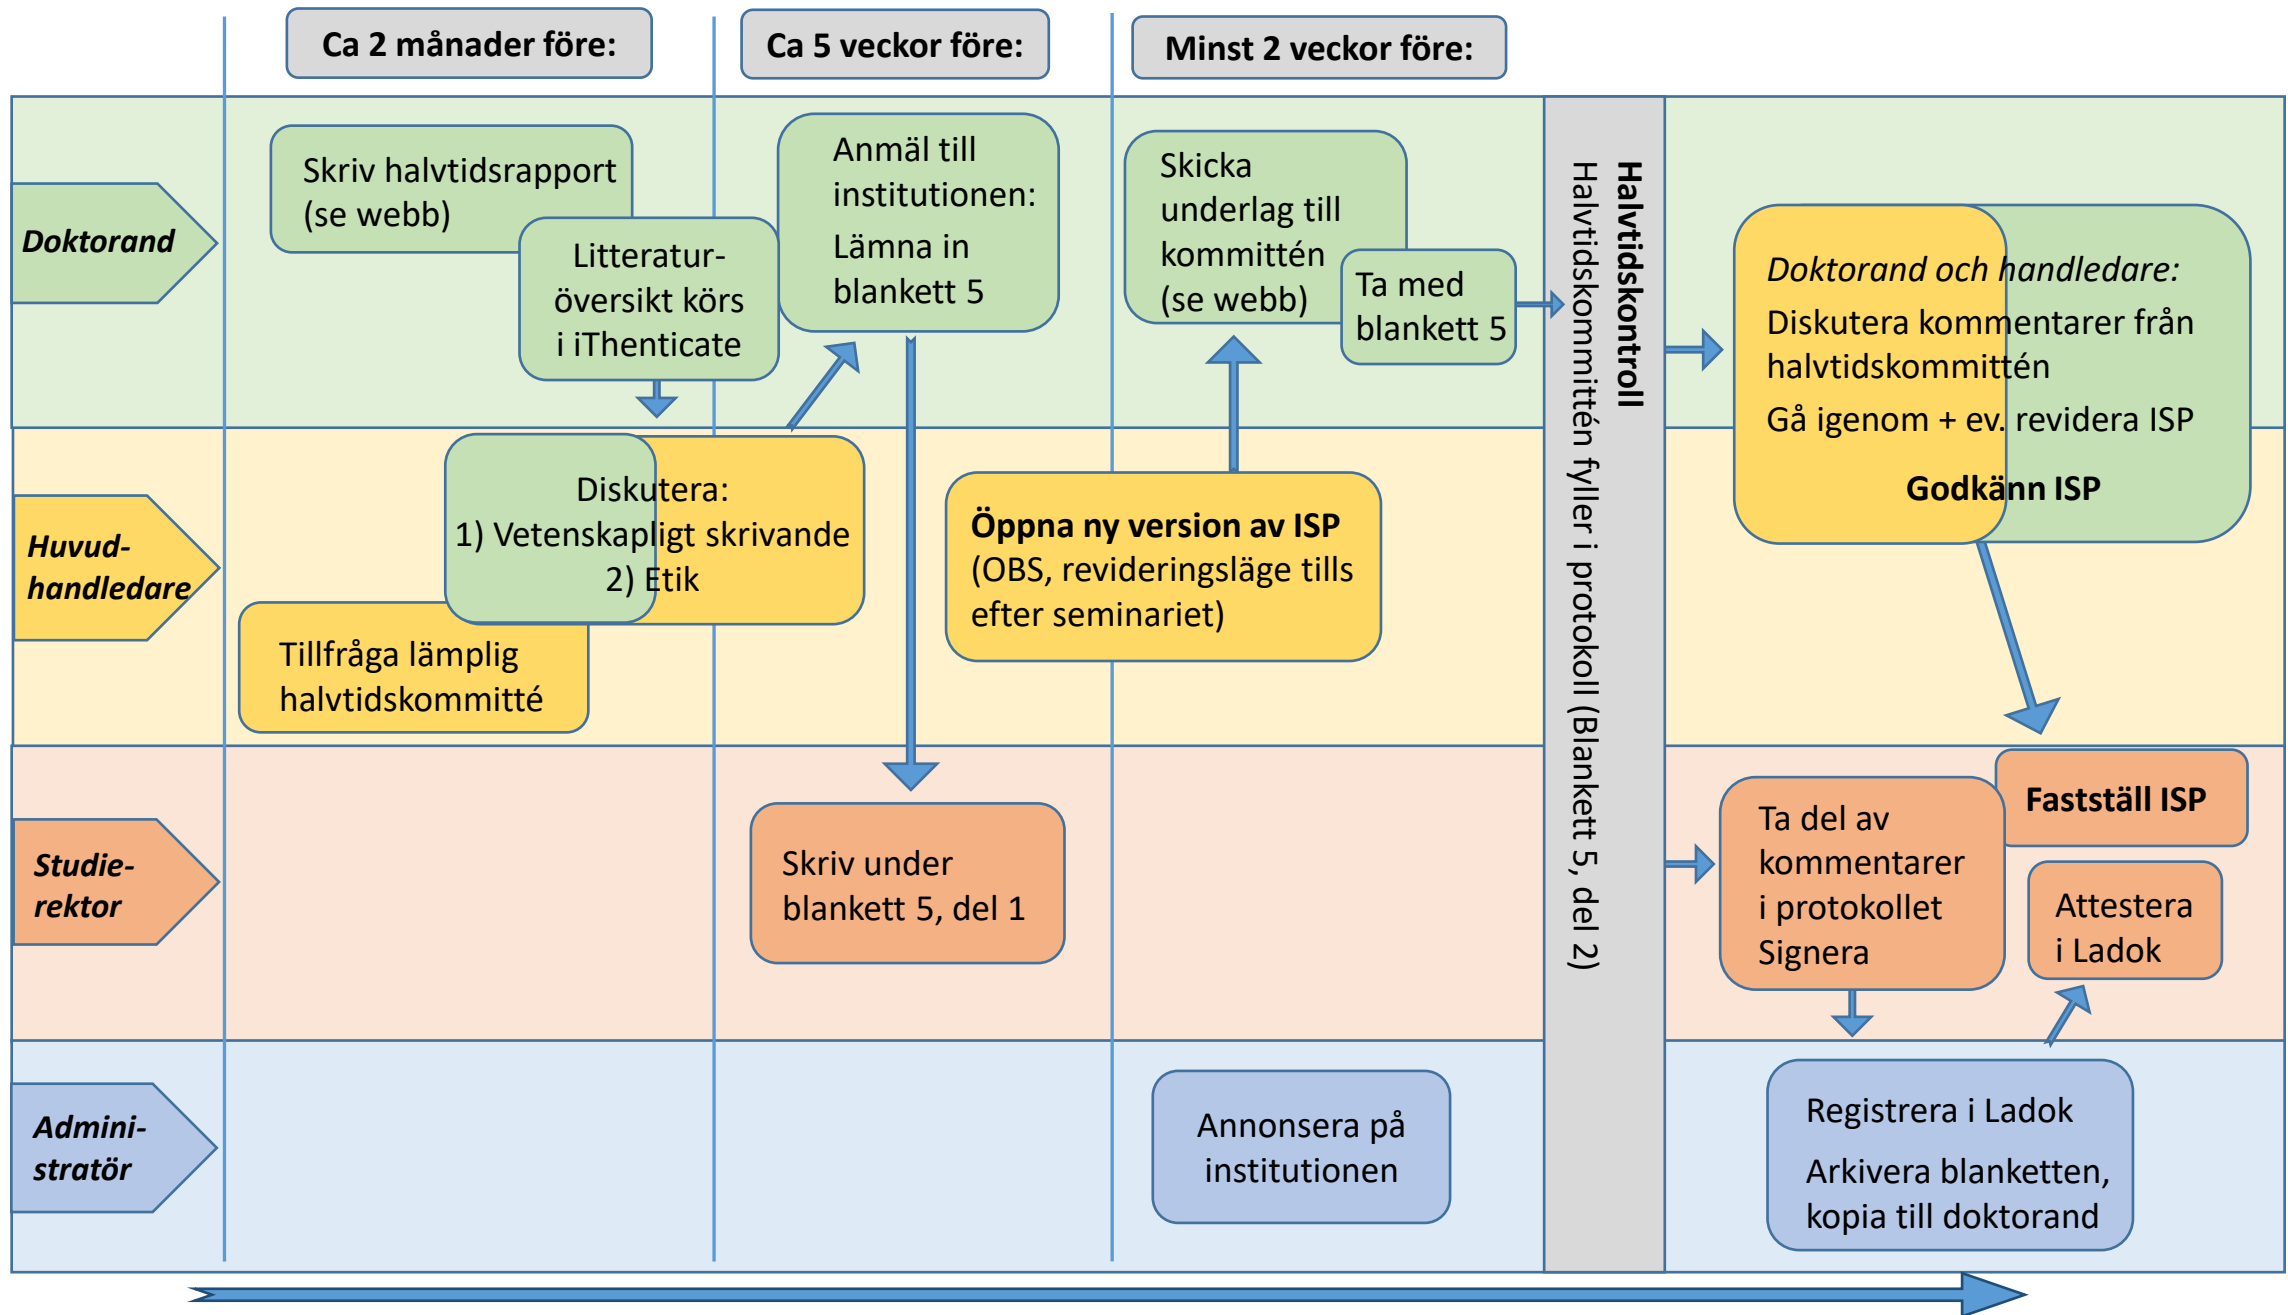 Ca 2 månader före:
Ca 5 veckor före:
Minst 2 veckor före:
Doktorand
Skriv halvtidsrapport
(se webb)
Litteratur-
översikt körs
i iThenticate
Anmäl till
institutionen:
Lämna in
blankett 5
Skicka
underlag till
kommittén
(se webb)
Ta med
blankett 5
Halvtidskontroll
Halvtidskommittén fyller i protokoll (Blankett 5, del 2)
Doktorand och handledare:
Diskutera kommentarer från
halvtidskommittén
Gå igenom + ev. revidera ISP
Godkänn ISP
Huvud-
handledare
Diskutera:
1) Vetenskapligt skrivande
2) Etik
Tillfråga lämplig
halvtidskommitté
Öppna ny version av ISP
(OBS, revideringsläge tills
efter seminariet)
Studie-
rektor
Skriv under
blankett 5, del 1
Ta del av
kommentarer
i protokollet
Signera
Fastställ ISP
Attestera
i Ladok
Admini-
stratör
Annonsera på
institutionen
Registrera i Ladok
Arkivera blanketten,
kopia till doktorand